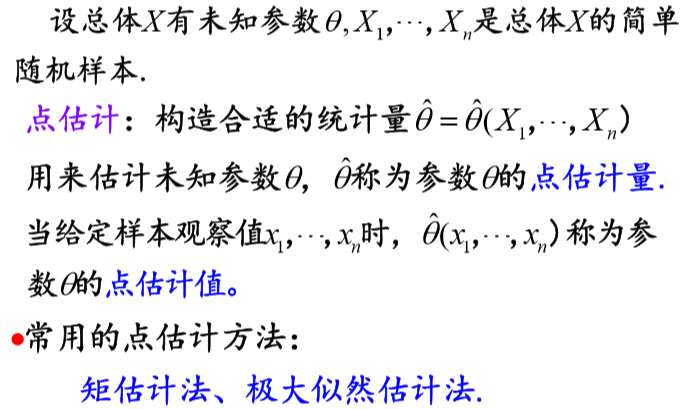 设总体X有未知参数θ,X₁,⋯,Xₙ是总体X的简单
随机样本.
点估计：构造合适的统计量θ̂=θ̂(X₁,⋯,Xₙ)
用来估计未知参数θ，θ̂称为参数θ的点估计量.
当给定样本观察值x₁,⋯,xₙ时，θ̂(x₁,⋯,xₙ)称为参
数θ的点估计值。
•常用的点估计方法：
矩估计法、极大似然估计法.